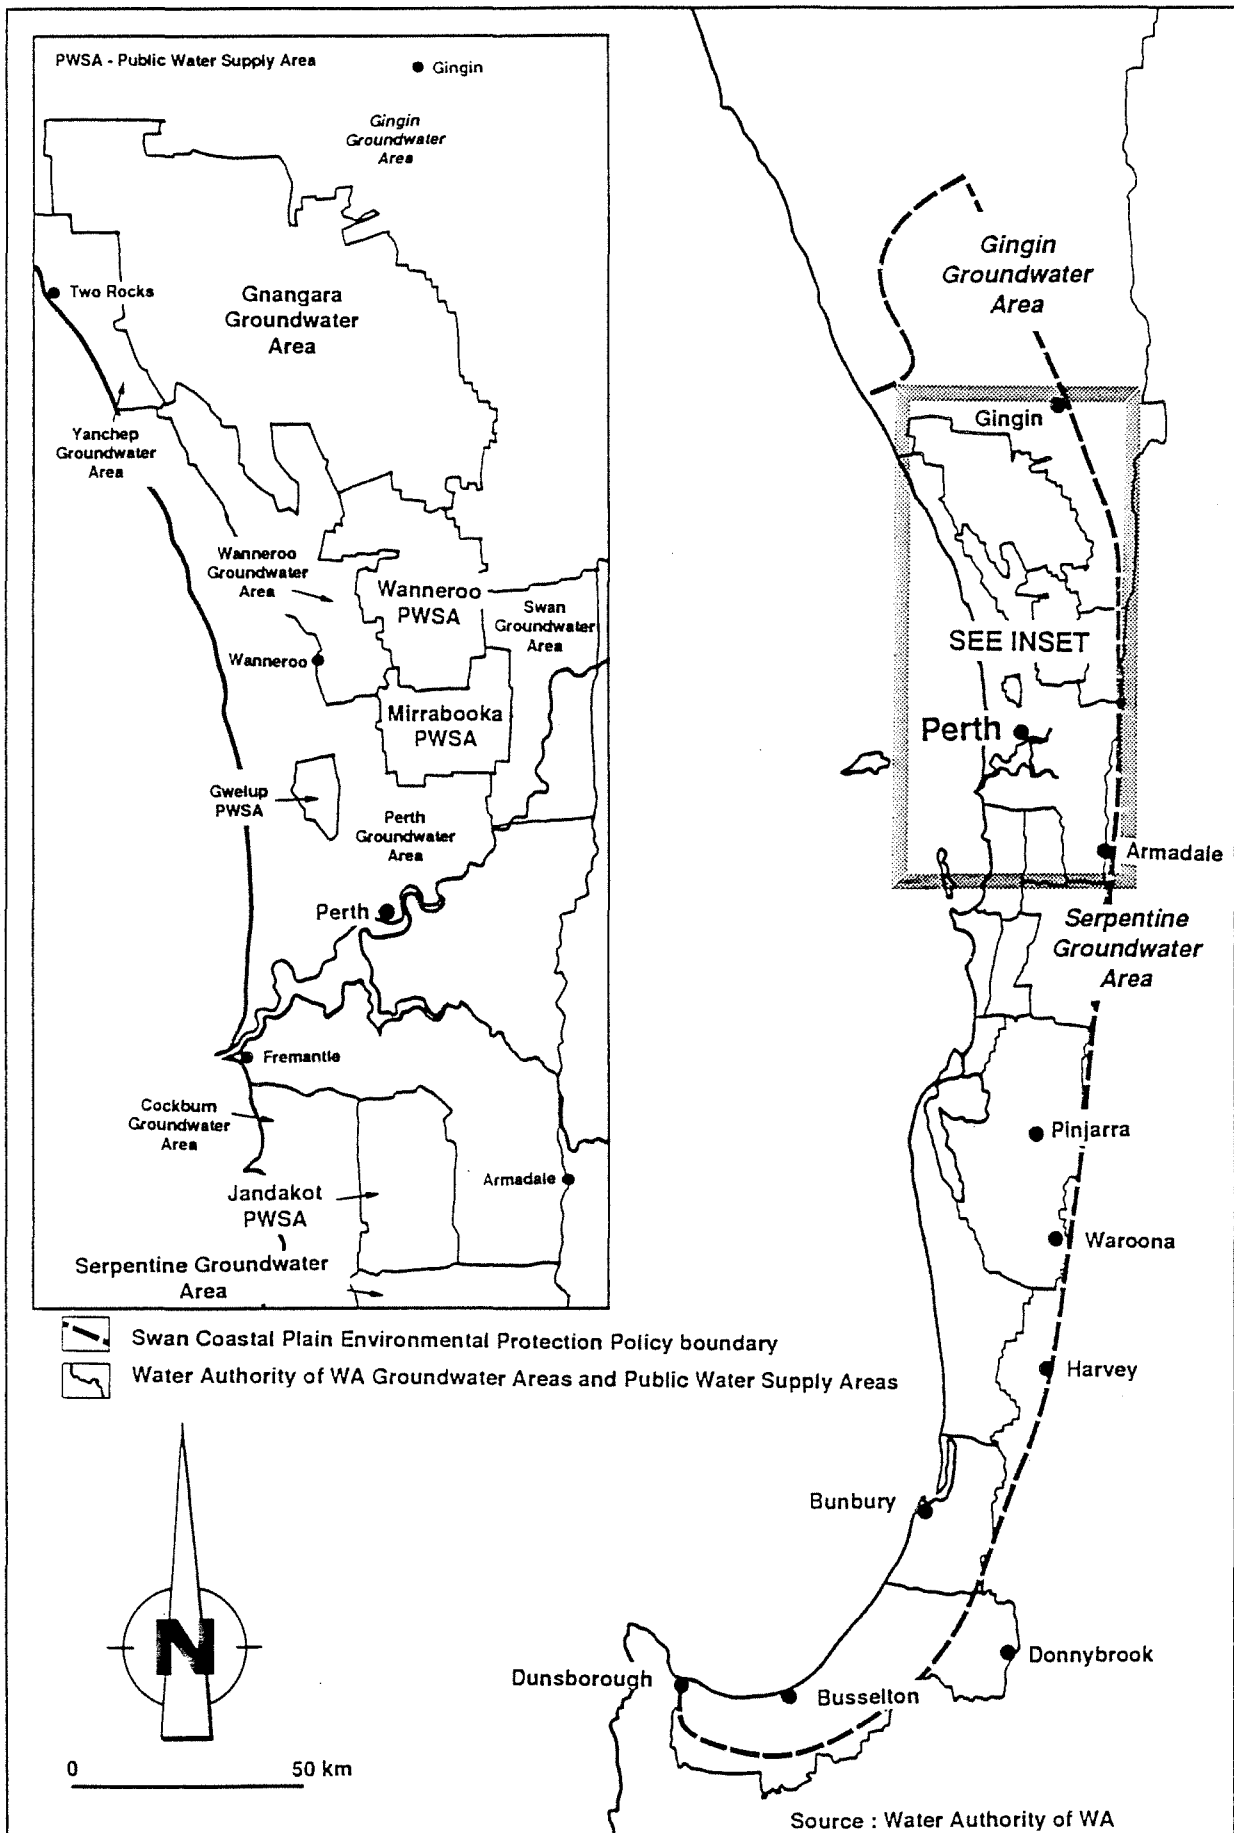 PWSA - Public Water Supply Area
Gingin
Gingin
Groundwater
Area
Two Rocks
Gnangara
Groundwater
Area
Yanchep
Groundwater
Area
Wanneroo
Groundwater
Area
Wanneroo
PWSA
Swan
Groundwater
Area
Wanneroo
Mirrabooka
PWSA
Gwelup
PWSA
Perth
Groundwater
Area
Perth
Fremantle
Cockburn
Groundwater
Area
Jandakot
PWSA
Armadale
Serpentine Groundwater
Area
Gingin
Groundwater
Area
Gingin
SEE INSET
Perth
Armadale
Serpentine
Groundwater
Area
Pinjarra
Waroona
Harvey
Bunbury
Donnybrook
Dunsborough
Busselton
Swan Coastal Plain Environmental Protection Policy boundary
Water Authority of WA Groundwater Areas and Public Water Supply Areas
N
0 50 km
Source : Water Authority of WA